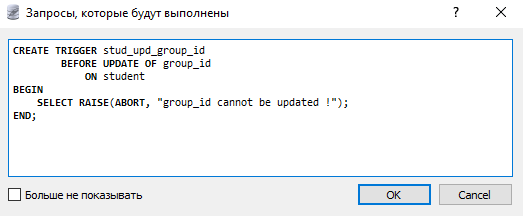 Запросы, которые будут выполнены
?
CREATE TRIGGER stud_upd_group_id
BEFORE UPDATE OF group_id
ON student
BEGIN
SELECT RAISE(ABORT, "group_id cannot be updated !");
END;
Больше не показывать
OK
Cancel